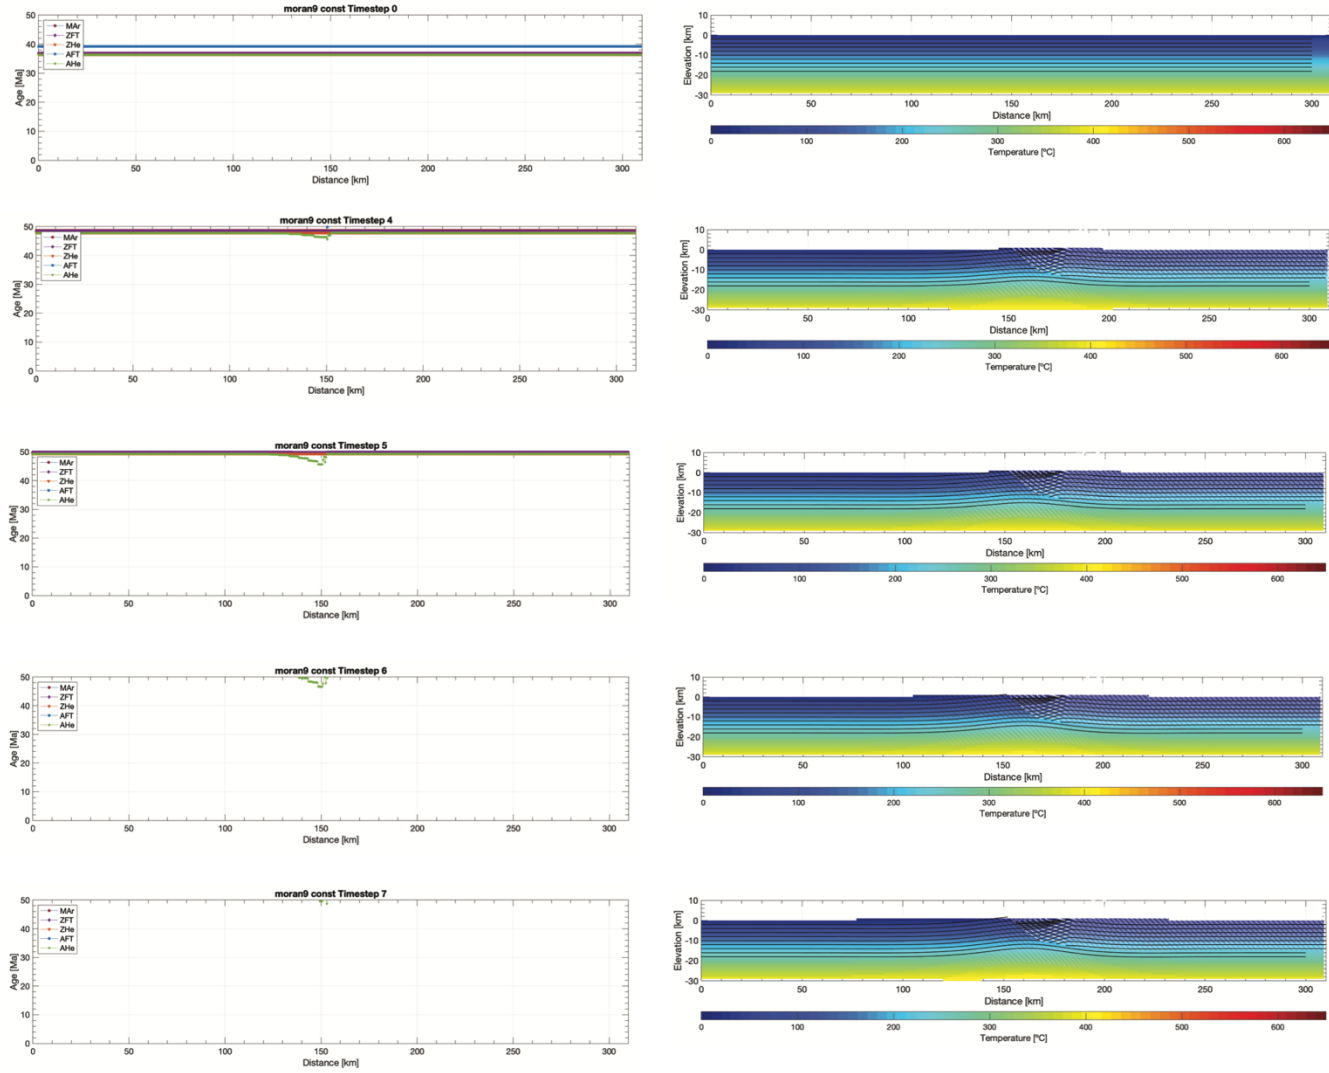 moran9 const Timestep 0
Age [Ma]
50
40
30
20
10
0
MAr
ZFT
ZHe
AFT
AHe
0 50 100 150 200 250 300
Distance [km]
Elevation [km]
10
0
-10
-20
-30
0 50 100 150 200 250 300
Distance [km]
0 100 200 300 400 500 600
Temperature [ºC]
moran9 const Timestep 4
Age [Ma]
50
40
30
20
10
0
MAr
ZFT
ZHe
AFT
AHe
0 50 100 150 200 250 300
Distance [km]
Elevation [km]
10
0
-10
-20
-30
0 50 100 150 200 250 300
Distance [km]
0 100 200 300 400 500 600
Temperature [ºC]
moran9 const Timestep 5
Age [Ma]
50
40
30
20
10
0
MAr
ZFT
ZHe
AFT
AHe
0 50 100 150 200 250 300
Distance [km]
Elevation [km]
10
0
-10
-20
-30
0 50 100 150 200 250 300
Distance [km]
0 100 200 300 400 500 600
Temperature [ºC]
moran9 const Timestep 6
Age [Ma]
50
40
30
20
10
0
MAr
ZFT
ZHe
AFT
AHe
0 50 100 150 200 250 300
Distance [km]
Elevation [km]
10
0
-10
-20
-30
0 50 100 150 200 250 300
Distance [km]
0 100 200 300 400 500 600
Temperature [ºC]
moran9 const Timestep 7
Age [Ma]
50
40
30
20
10
0
MAr
ZFT
ZHe
AFT
AHe
0 50 100 150 200 250 300
Distance [km]
Elevation [km]
10
0
-10
-20
-30
0 50 100 150 200 250 300
Distance [km]
0 100 200 300 400 500 600
Temperature [ºC]